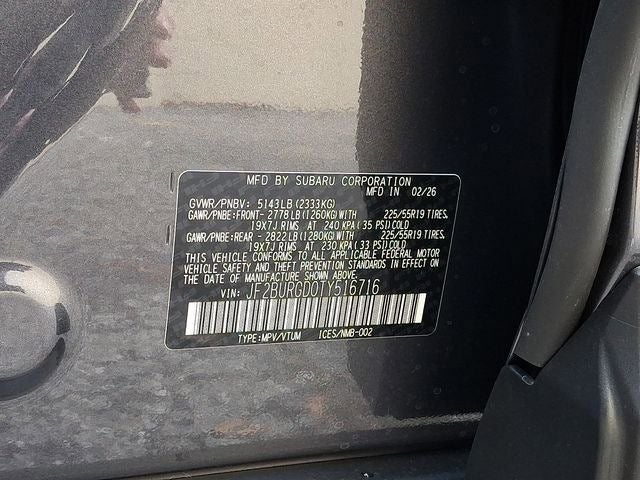 MFD BY SUBARU CORPORATION
MFD IN 02/26
GVWR/PNBV: 5143LB (2333KG)
GAWR/PNBE:FRONT- 2778 LB (1260KG) WITH 225/55R19 TIRES,
19X7J RIMS AT 240 KPA ( 35 PSI) COLD
GAWR/PNBE:REAR - 2822 LB (1280KG) WITH 225/55R19 TIRES,
19X7J RIMS AT 230 KPA (33 PSI) COLD
THIS VEHICLE CONFORMS TO ALL APPLICABLE FEDERAL MOTOR
VEHICLE SAFETY AND THEFT PREVENTION STANDARDS IN EFFECT ON
THE DATE OF MANUFACTURE SHOWN ABOVE.
VIN: JF2BURGD0TY516716
TYPE:MPV/VTUM ICES/NMB-002